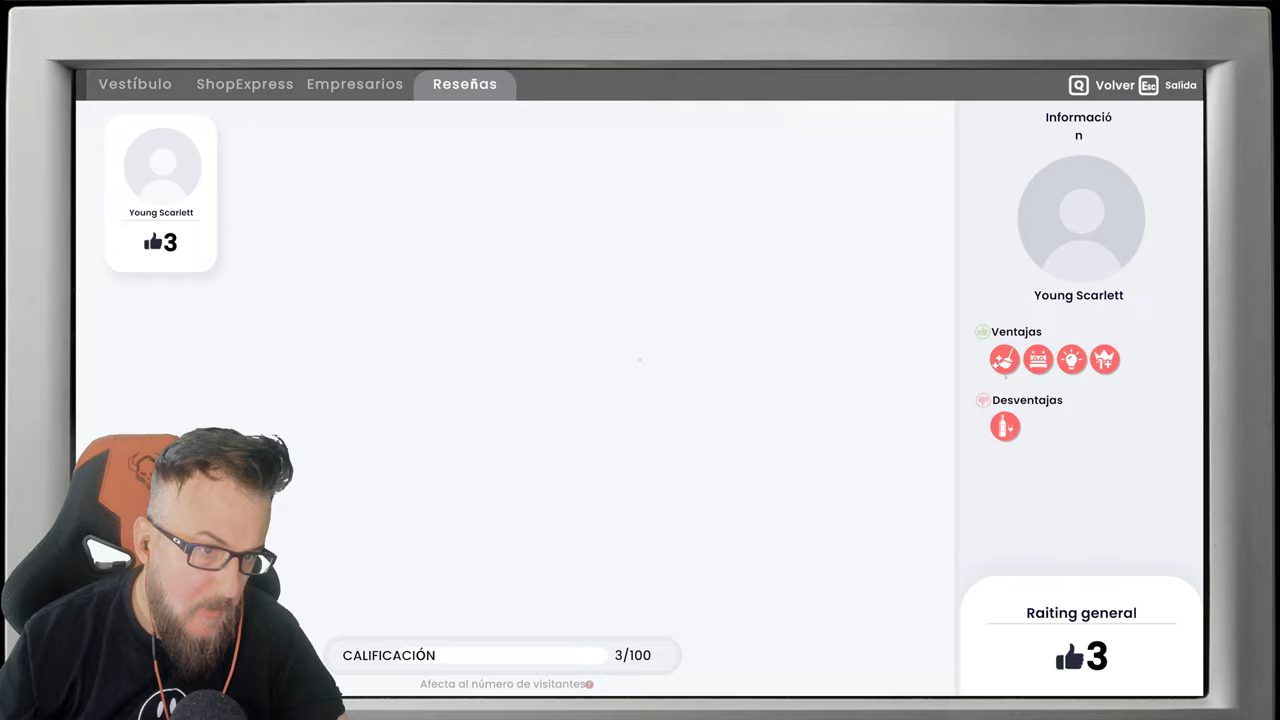 Vestíbulo ShopExpress Empresarios Reseñas Q Volver Esc Salida
Young Scarlett
3
Informació
n
Young Scarlett
Ventajas
Desventajas
Raiting general
3
CALIFICACIÓN 3/100
Afecta al número de visitantes